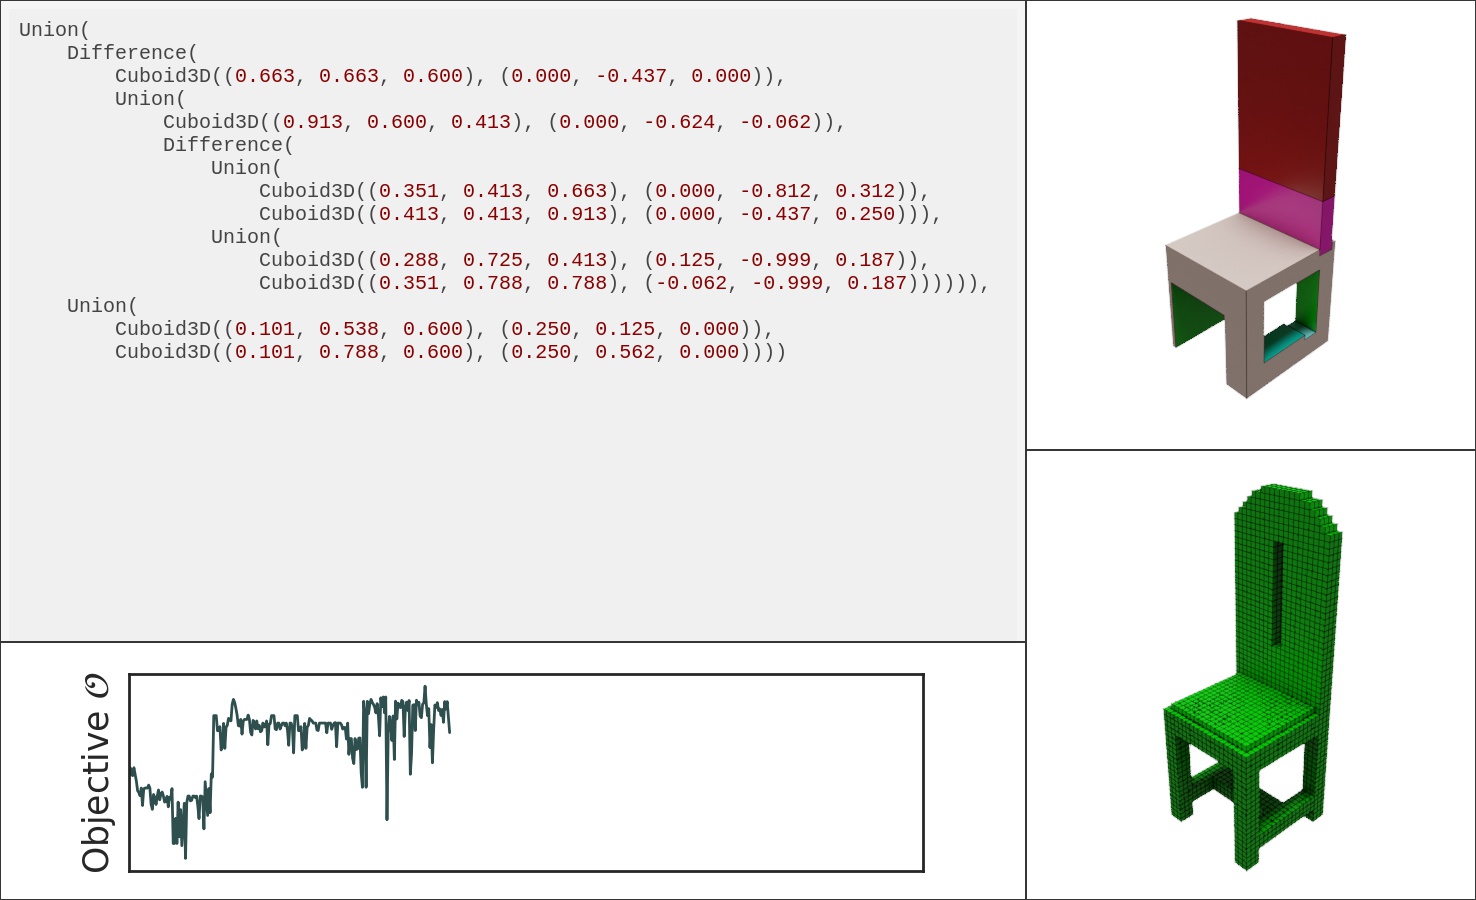 Union(
    Difference(
        Cuboid3D((0.663, 0.663, 0.600), (0.000, -0.437, 0.000)),
        Union(
            Cuboid3D((0.913, 0.600, 0.413), (0.000, -0.624, -0.062)),
            Difference(
                Union(
                    Cuboid3D((0.351, 0.413, 0.663), (0.000, -0.812, 0.312)),
                    Cuboid3D((0.413, 0.413, 0.913), (0.000, -0.437, 0.250))),
                Union(
                    Cuboid3D((0.288, 0.725, 0.413), (0.125, -0.999, 0.187)),
                    Cuboid3D((0.351, 0.788, 0.788), (-0.062, -0.999, 0.187)))))),
    Union(
        Cuboid3D((0.101, 0.538, 0.600), (0.250, 0.125, 0.000)),
        Cuboid3D((0.101, 0.788, 0.600), (0.250, 0.562, 0.000))))
Objective 𝒪